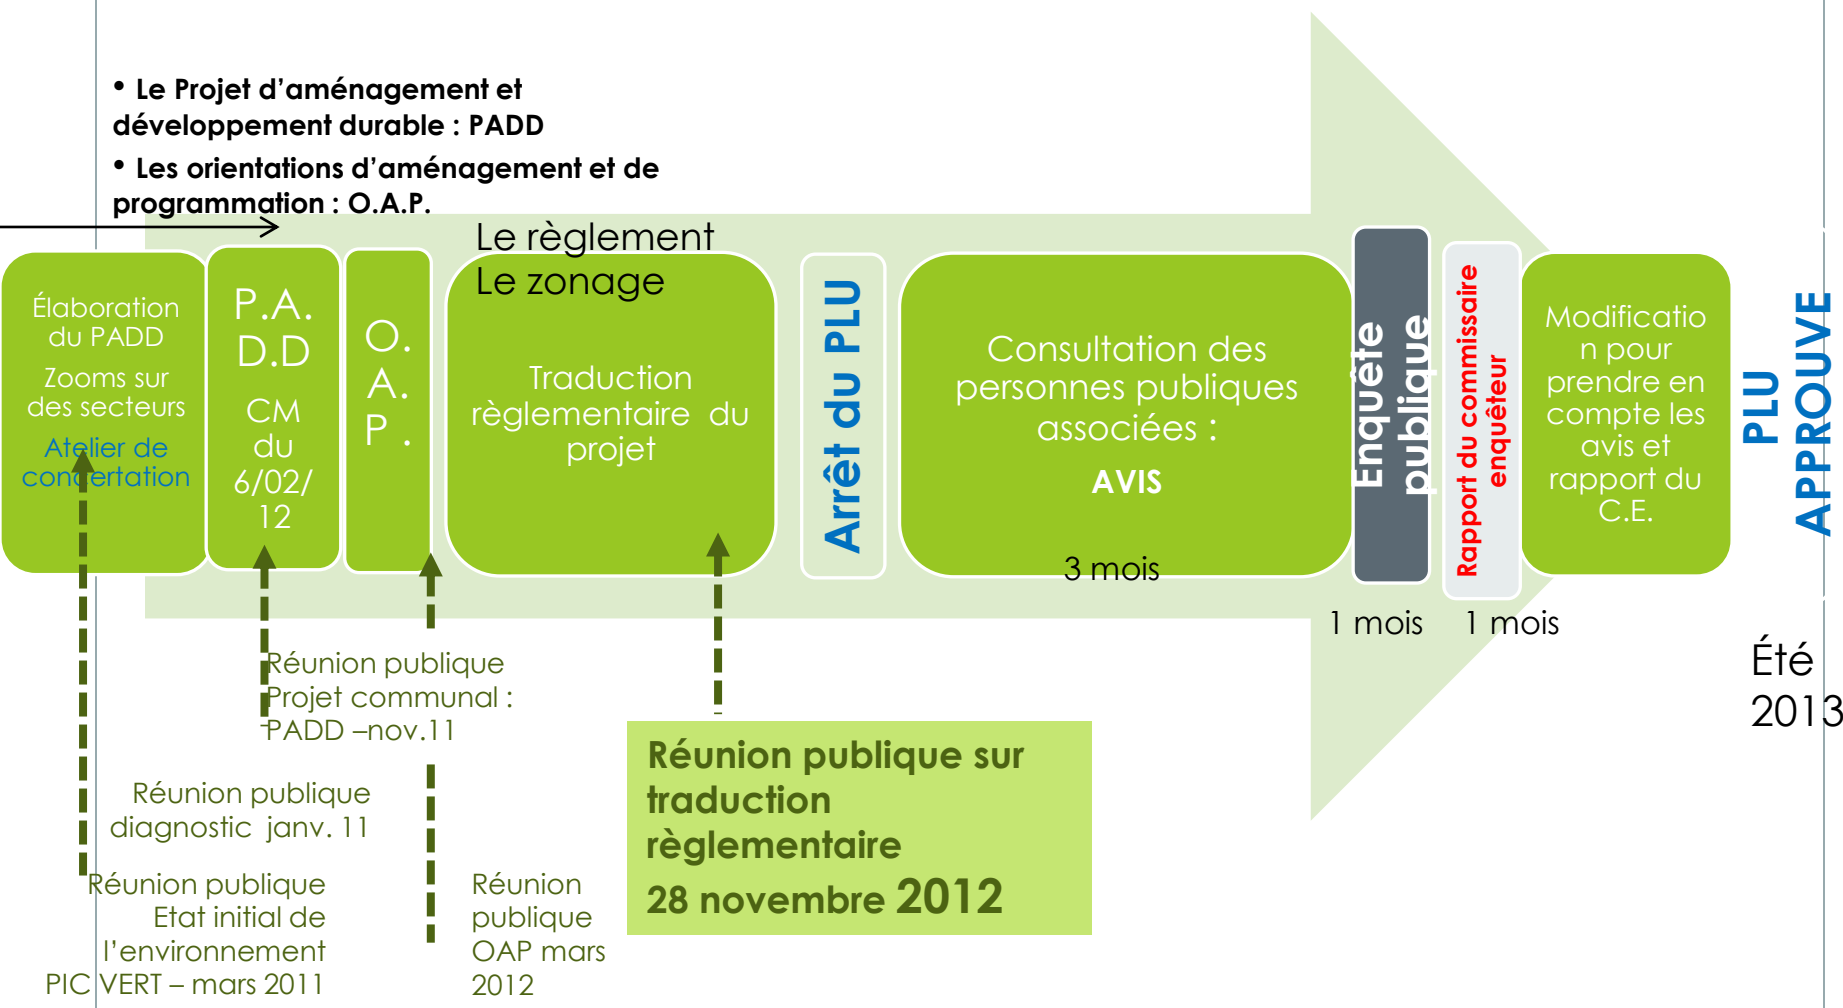 • Le Projet d’aménagement et
développement durable : PADD
• Les orientations d’aménagement et de
programmation : O.A.P.
Élaboration
du PADD
Zooms sur
des secteurs
Atelier de
concertation
P.A.
D.D
CM
du
6/02/
12
O.
A.
P .
Le règlement
Le zonage
Traduction
règlementaire du
projet
Arrêt du PLU
Consultation des
personnes publiques
associées :
AVIS
3 mois
Enquête
publique
1 mois
Rapport du commissaire
enquêteur
1 mois
Modificatio
n pour
prendre en
compte les
avis et
rapport du
C.E.
PLU
APPROUVE
Été
2013
Réunion publique
Projet communal :
PADD –nov.11
Réunion publique
diagnostic janv. 11
Réunion publique
Etat initial de
l’environnement
PIC VERT – mars 2011
Réunion
publique
OAP mars
2012
Réunion publique sur
traduction
règlementaire
28 novembre 2012